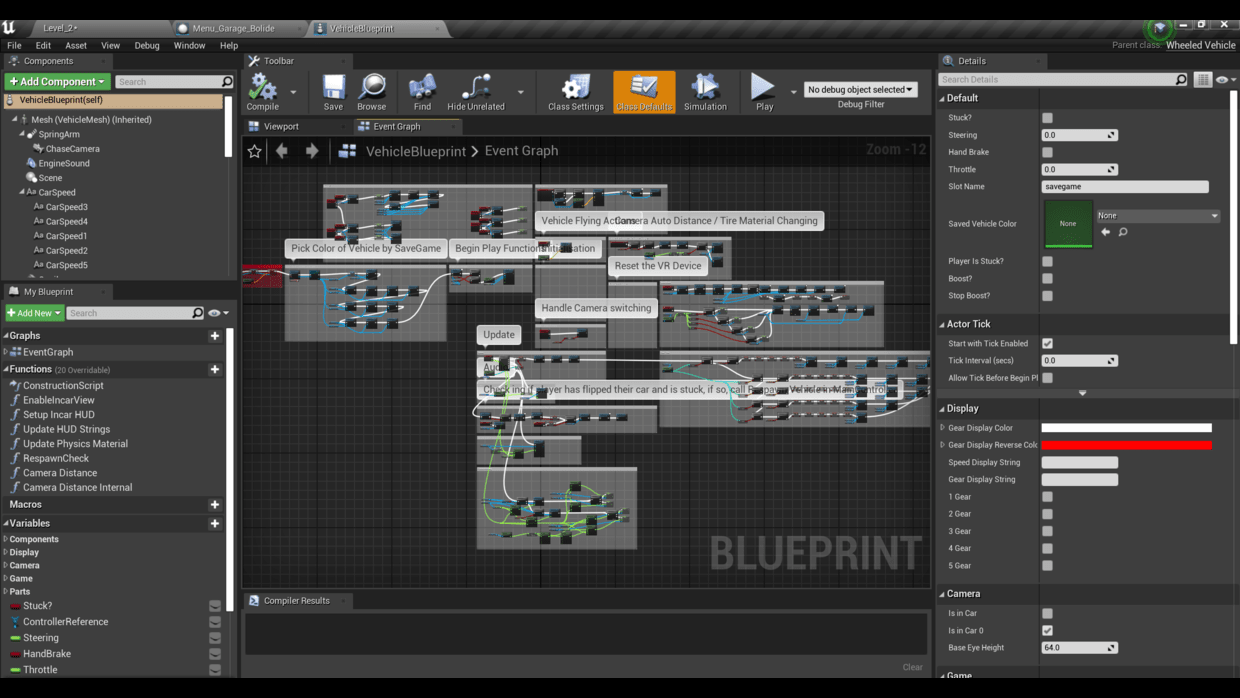 Level_2•
Menu_Garage_Bolide
VehicleBlueprint
File Edit Asset View Debug Window Help
Parent class: Wheeled Vehicle
Components
+ Add Component
Search
VehicleBlueprint(self)
Mesh (VehicleMesh) (Inherited)
SpringArm
ChaseCamera
EngineSound
Scene
CarSpeed
CarSpeed3
CarSpeed4
CarSpeed1
CarSpeed2
CarSpeed5
My Blueprint
+ Add New
Search
Graphs
EventGraph
Functions (20 Overridable)
ConstructionScript
EnableIncarView
Setup Incar HUD
Update HUD Strings
Update Physics Material
RespawnCheck
Camera Distance
Camera Distance Internal
Macros
Variables
Components
Display
Camera
Game
Parts
Stuck?
ControllerReference
Steering
HandBrake
Throttle
Toolbar
Compile
Save
Browse
Find
Hide Unrelated
Class Settings
Class Defaults
Simulation
Play
No debug object selected
Debug Filter
Viewport
Event Graph
VehicleBlueprint > Event Graph
Zoom -12
Vehicle Flying Actions
Camera Auto Distance / Tire Material Changing
Pick Color of Vehicle by SaveGame
Begin Play Function
Reset the VR Device
Handle Camera switching
Update
Checking if player has flipped their car and is stuck, if so, call Respawn Vehicle in
BLUEPRINT
Compiler Results
Clear
Details
Search Details
Default
Stuck?
Steering 0.0
Hand Brake
Throttle 0.0
Slot Name savegame
Saved Vehicle Color None None
Player Is Stuck?
Boost?
Stop Boost?
Actor Tick
Start with Tick Enabled
Tick Interval (secs) 0.0
Allow Tick Before Begin Pl
Display
Gear Display Color
Gear Display Reverse Colo
Speed Display String
Gear Display String
1 Gear
2 Gear
3 Gear
4 Gear
5 Gear
Camera
Is in Car
Is in Car 0
Base Eye Height 64.0
Game